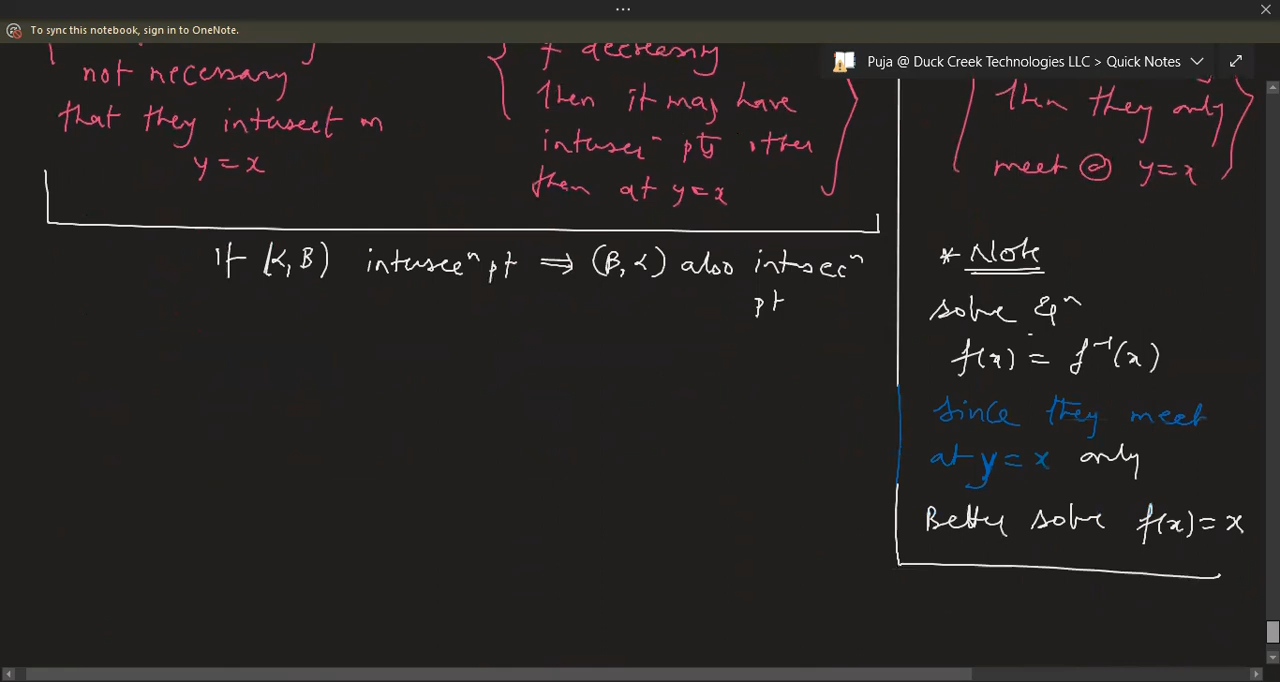 To sync this notebook, sign in to OneNote.
Puja @ Duck Creek Technologies LLC > Quick Notes
not necessary
that they intersect on
y = x
f decreasing
then it may have
intersecⁿ pts other
then at y = x
then they only
meet @ y = x
If (α, β) intersecⁿ pt ⇒ (β, α) also intersecⁿ
pt
* Note
solve Eqⁿ
f(x) = f⁻¹(x)
since they meet
at y = x only
Better solve f(x) = x